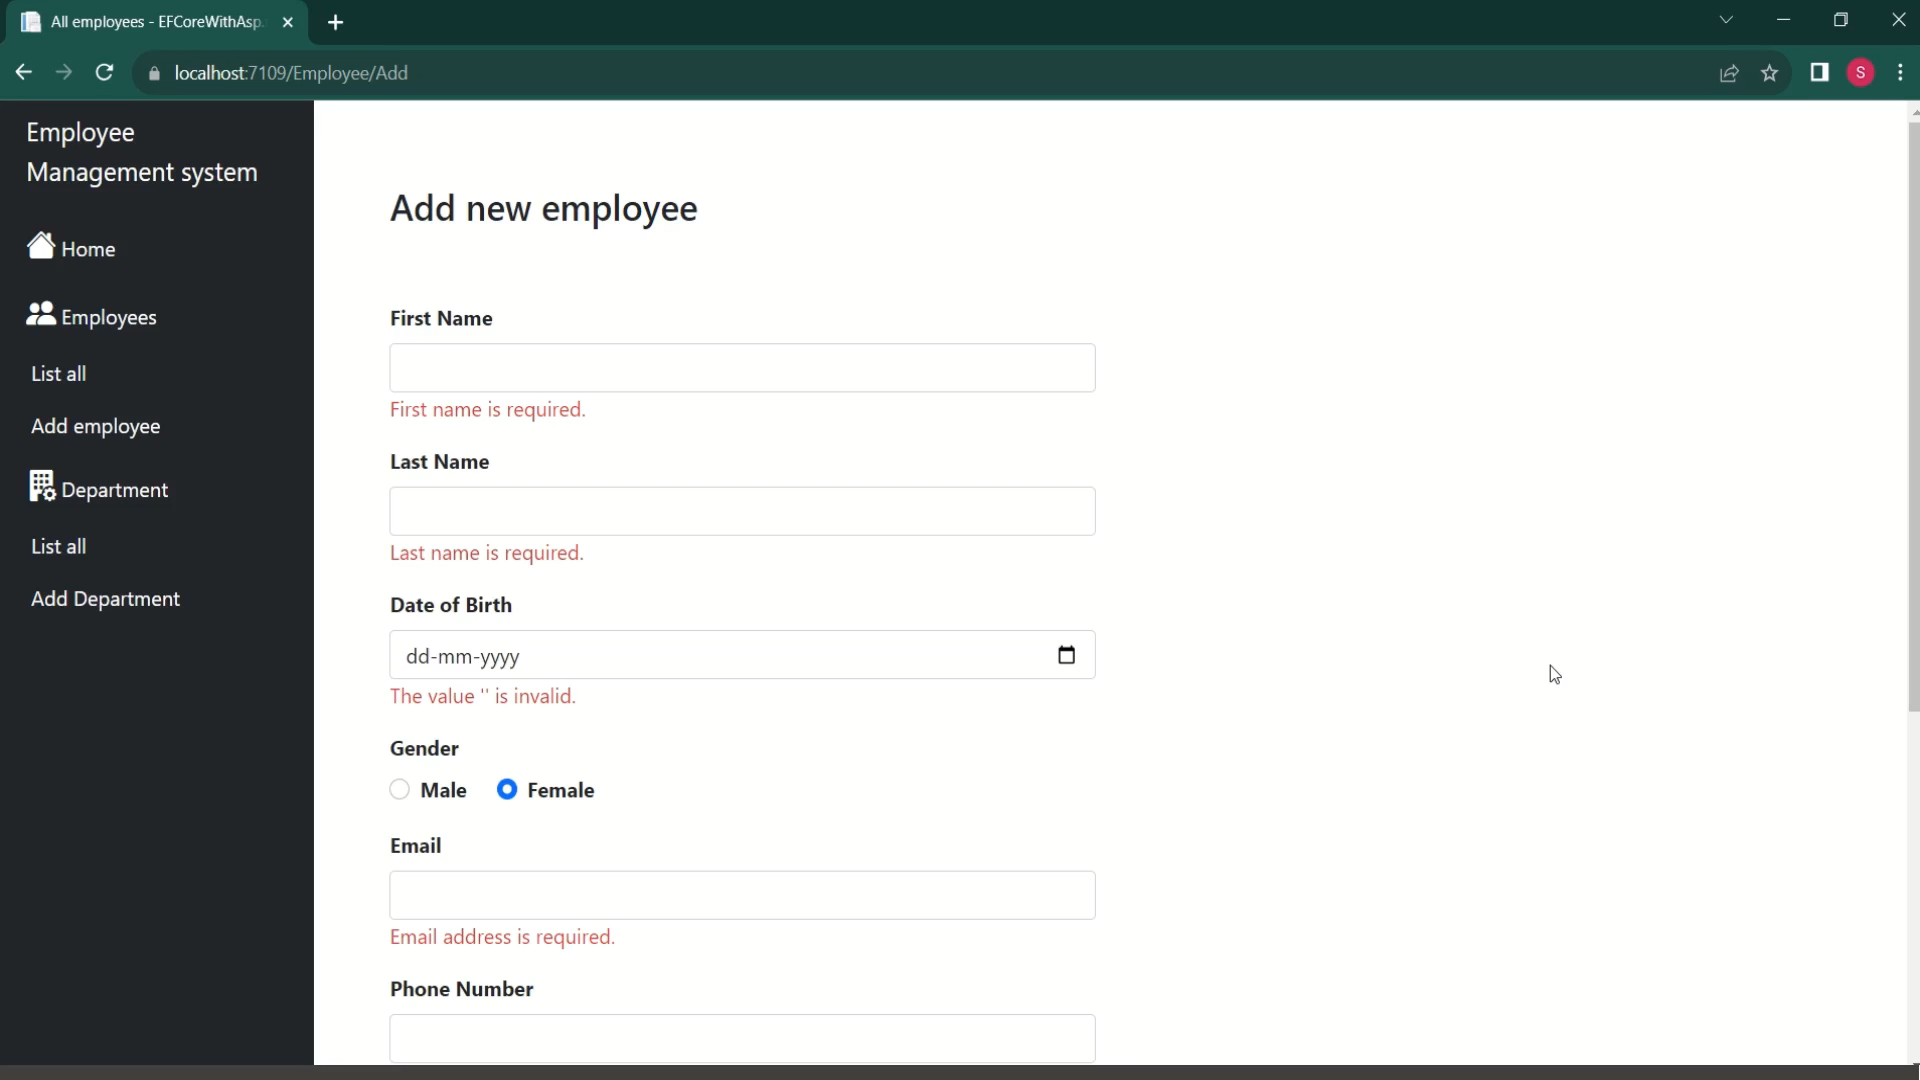 All employees - EFCoreWithAsp.
localhost:7109/Employee/Add
S
Employee
Management system
Home
Employees
List all
Add employee
Department
List all
Add Department
Add new employee
First Name
First name is required.
Last Name
Last name is required.
Date of Birth
dd-mm-yyyy
The value '' is invalid.
Gender
Male Female
Email
Email address is required.
Phone Number